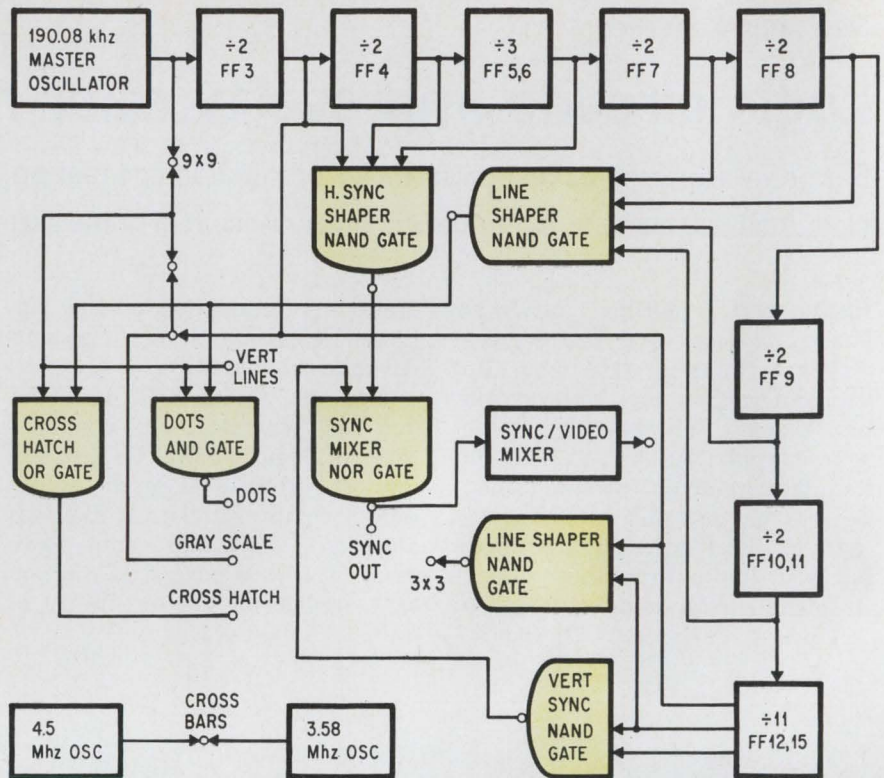 190.08 khz
MASTER
OSCILLATOR
÷2
FF 3
÷2
FF 4
÷3
FF 5,6
÷2
FF 7
÷2
FF 8
9X9
H. SYNC
SHAPER
NAND GATE
LINE
SHAPER
NAND GATE
÷2
FF 9
VERT
LINES
CROSS
HATCH
OR GATE
DOTS
AND GATE
SYNC
MIXER
NOR GATE
SYNC / VIDEO
MIXER
DOTS
SYNC
OUT
GRAY SCALE
LINE SHAPER
NAND
GATE
3X3
÷2
FF10,11
CROSS HATCH
VERT
SYNC
NAND
GATE
÷11
FF12,15
4.5
Mhz OSC
CROSS
BARS
3.58
Mhz OSC